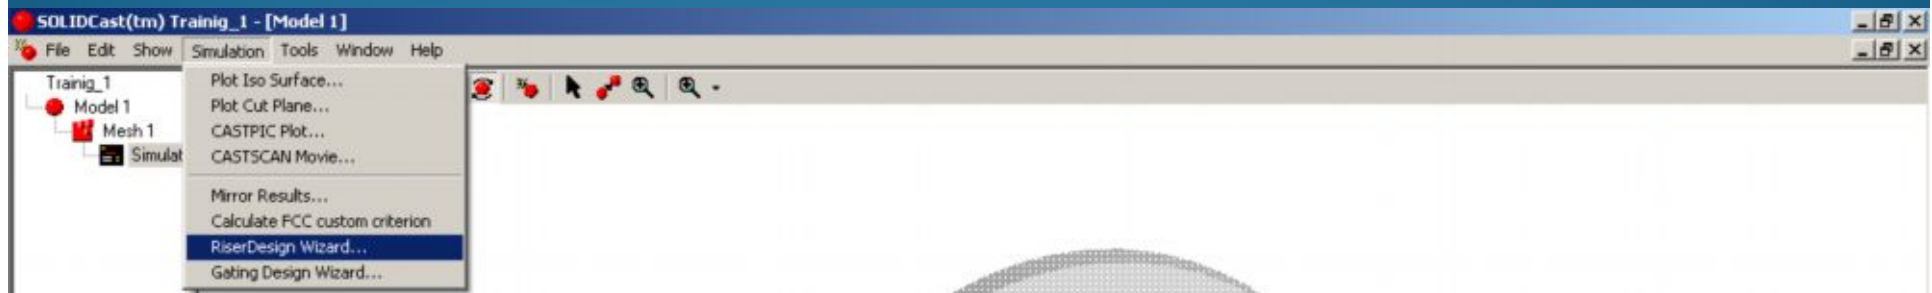 SOLIDCast(tm) Trainig_1 - [Model 1]
File Edit Show Simulation Tools Window Help
Trainig_1
Model 1
Mesh 1
Simulat
Plot Iso Surface...
Plot Cut Plane...
CASTPIC Plot...
CASTSCAN Movie...
Mirror Results...
Calculate FCC custom criterion
RiserDesign Wizard...
Gating Design Wizard...